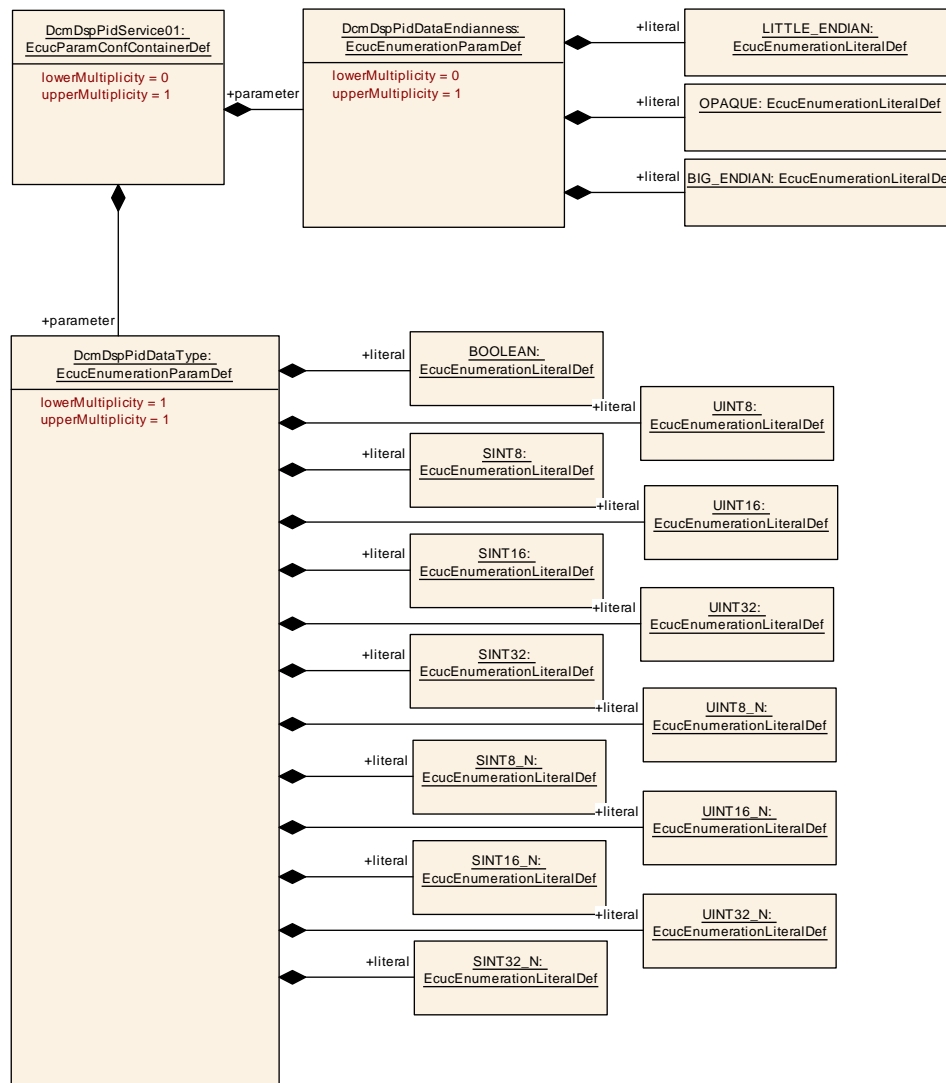 DcmDspPidService01:
EcucParamConfContainerDef
lowerMultiplicity = 0
upperMultiplicity = 1
+parameter
DcmDspPidDataEndianness:
EcucEnumerationParamDef
lowerMultiplicity = 0
upperMultiplicity = 1
+literal
LITTLE_ENDIAN:
EcucEnumerationLiteralDef
+literal
OPAQUE: EcucEnumerationLiteralDef
+literal
BIG_ENDIAN: EcucEnumerationLiteralDe
+parameter
DcmDspPidDataType:
EcucEnumerationParamDef
lowerMultiplicity = 1
upperMultiplicity = 1
+literal
BOOLEAN:
EcucEnumerationLiteralDef
+literal
UINT8:
EcucEnumerationLiteralDef
+literal
SINT8:
EcucEnumerationLiteralDef
+literal
UINT16:
EcucEnumerationLiteralDef
+literal
SINT16:
EcucEnumerationLiteralDef
+literal
UINT32:
EcucEnumerationLiteralDef
+literal
SINT32:
EcucEnumerationLiteralDef
+literal
UINT8_N:
EcucEnumerationLiteralDef
+literal
SINT8_N:
EcucEnumerationLiteralDef
+literal
UINT16_N:
EcucEnumerationLiteralDef
+literal
SINT16_N:
EcucEnumerationLiteralDef
+literal
UINT32_N:
EcucEnumerationLiteralDef
+literal
SINT32_N:
EcucEnumerationLiteralDef